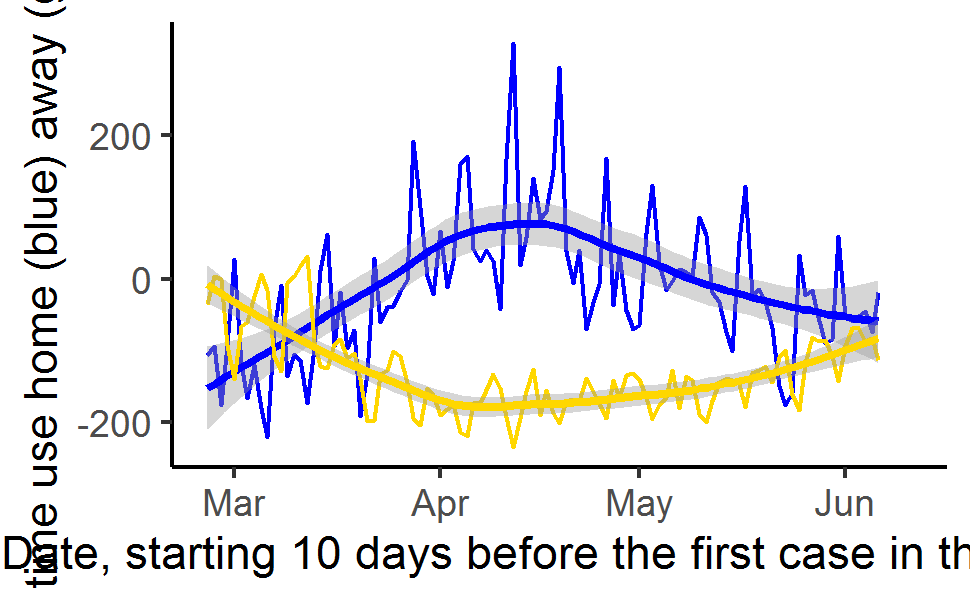 time use home (blue) away (
200
0
-200
Mar Apr May Jun
Date, starting 10 days before the first case in th